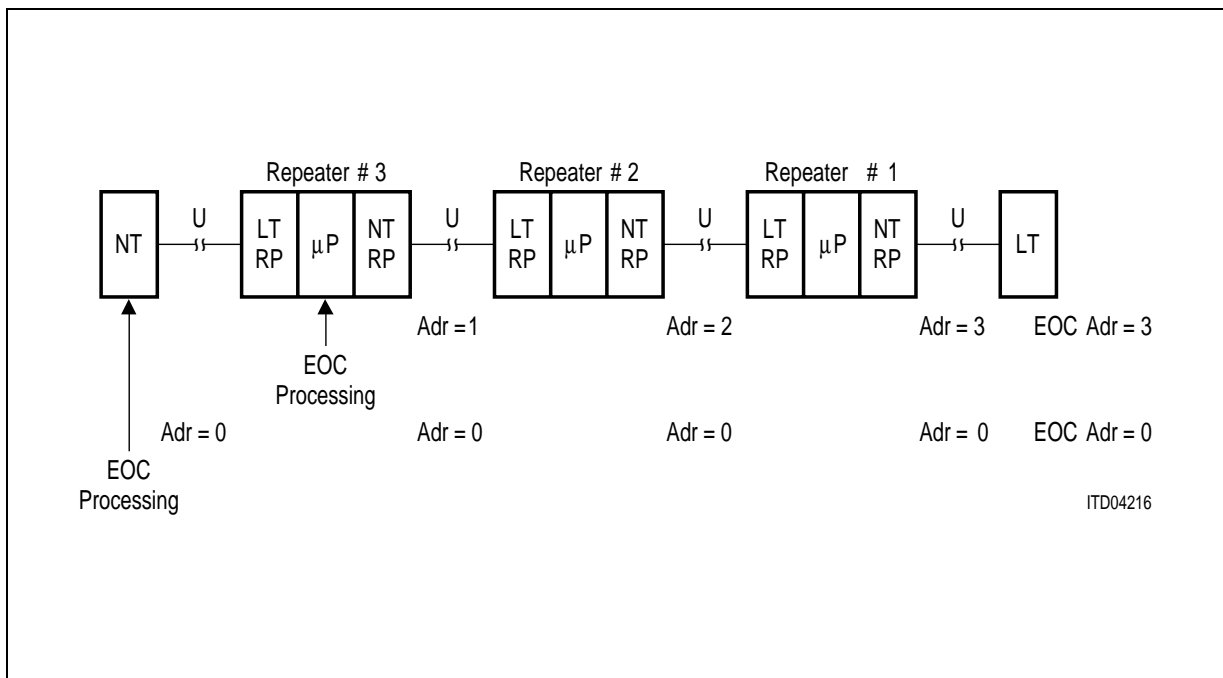 Repeater # 3 Repeater # 2 Repeater # 1
U U U U
NT LT RP µP NT RP LT RP µP NT RP LT RP µP NT RP LT
Adr = 1 Adr = 2 Adr = 3 EOC Adr = 3
EOC
Processing
Adr = 0 Adr = 0 Adr = 0 Adr = 0 EOC Adr = 0
EOC
Processing
ITD04216